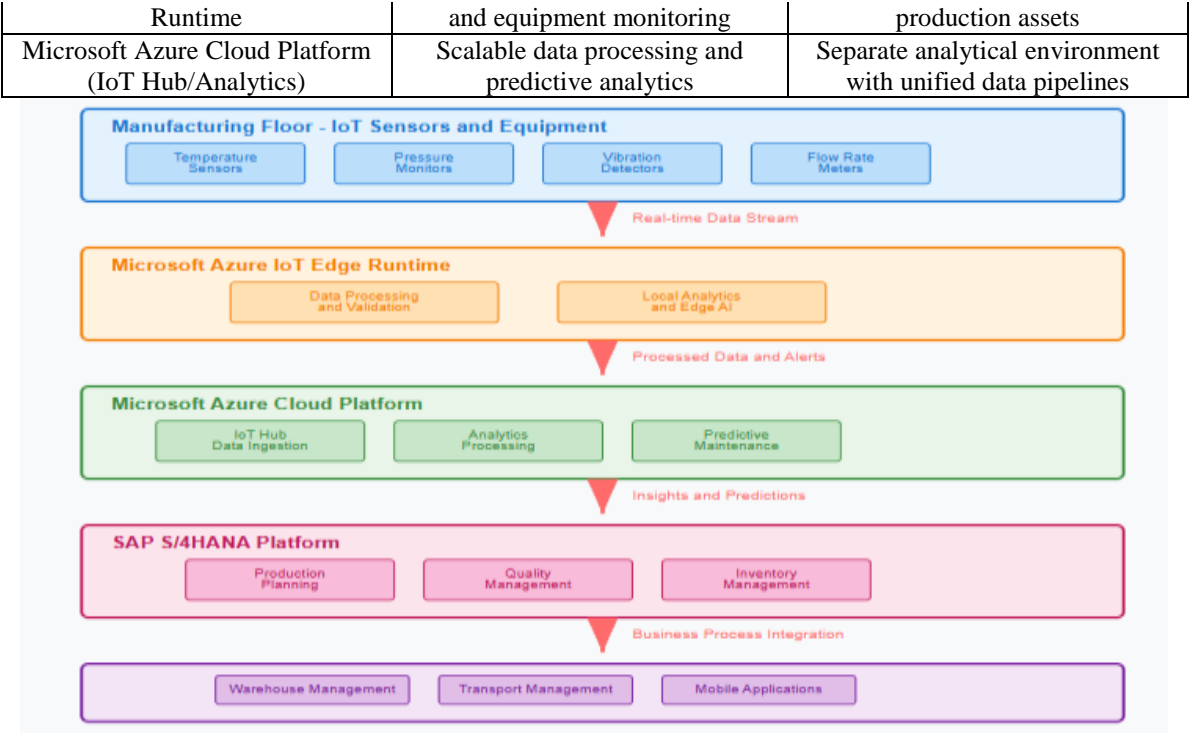 Runtime
and equipment monitoring
production assets
Microsoft Azure Cloud Platform
(IoT Hub/Analytics)
Scalable data processing and
predictive analytics
Separate analytical environment
with unified data pipelines
Manufacturing Floor - IoT Sensors and Equipment
Temperature
Sensors
Pressure
Monitors
Vibration
Detectors
Flow Rate
Meters
Real-time Data Stream
Microsoft Azure IoT Edge Runtime
Data Processing
and Validation
Local Analytics
and Edge AI
Processed Data and Alerts
Microsoft Azure Cloud Platform
IoT Hub
Data Ingestion
Analytics
Processing
Predictive
Maintenance
Insights and Predictions
SAP S/4HANA Platform
Production
Planning
Quality
Management
Inventory
Management
Business Process Integration
Warehouse Management
Transport Management
Mobile Applications